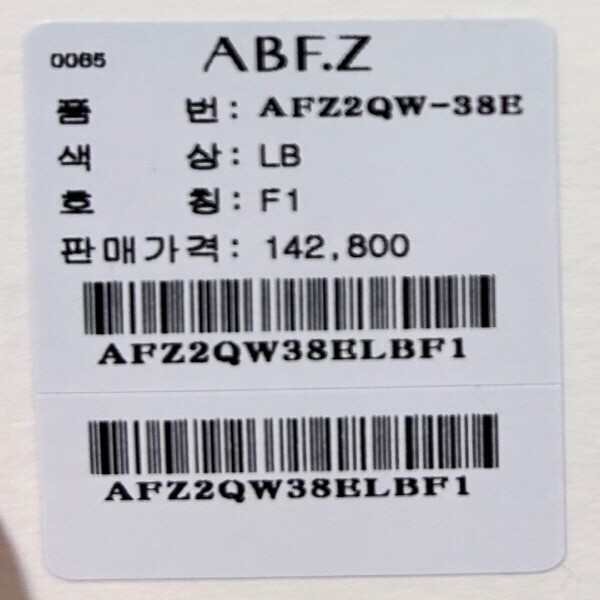 0085 ABF.Z
품 번: AFZ2QW-38E
색 상: LB
호 칭: F1
판매가격: 142,800
AFZ2QW38ELBF1
AFZ2QW38ELBF1